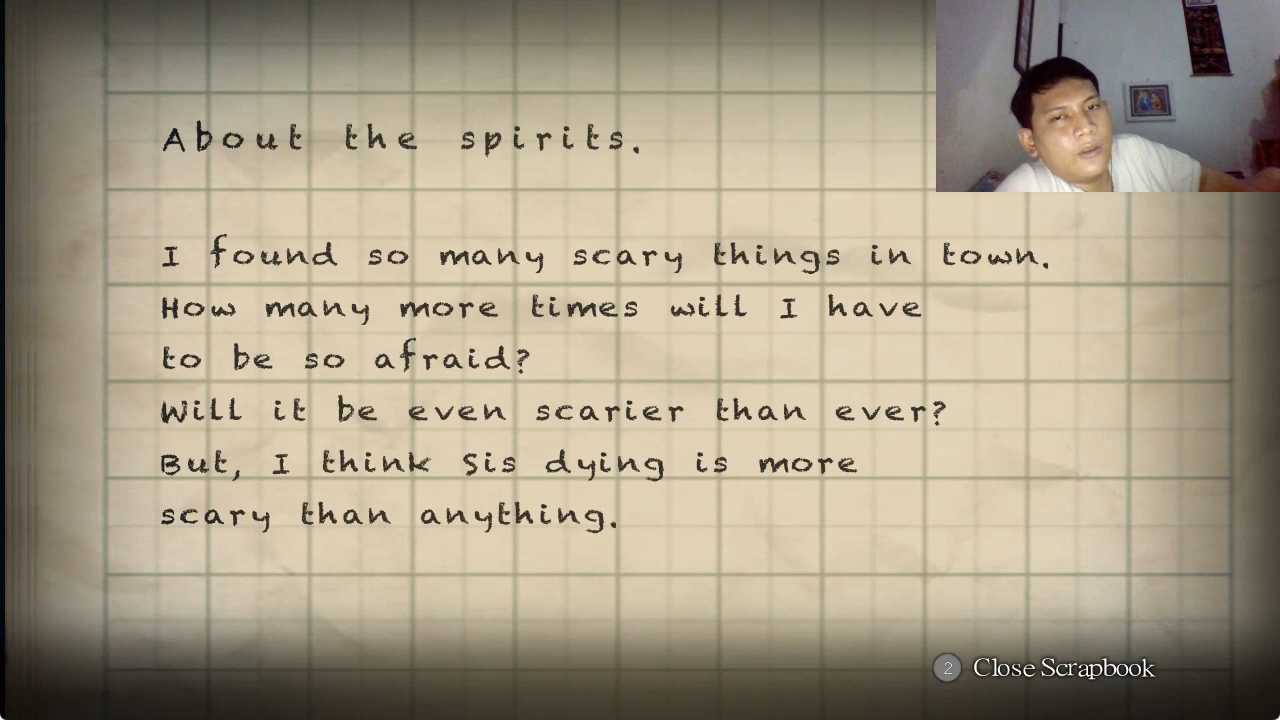 About the spirits.
I found so many scary things in town.
How many more times will I have
to be so afraid?
Will it be even scarier than ever?
But, I think Sis dying is more
scary than anything.
2 Close Scrapbook